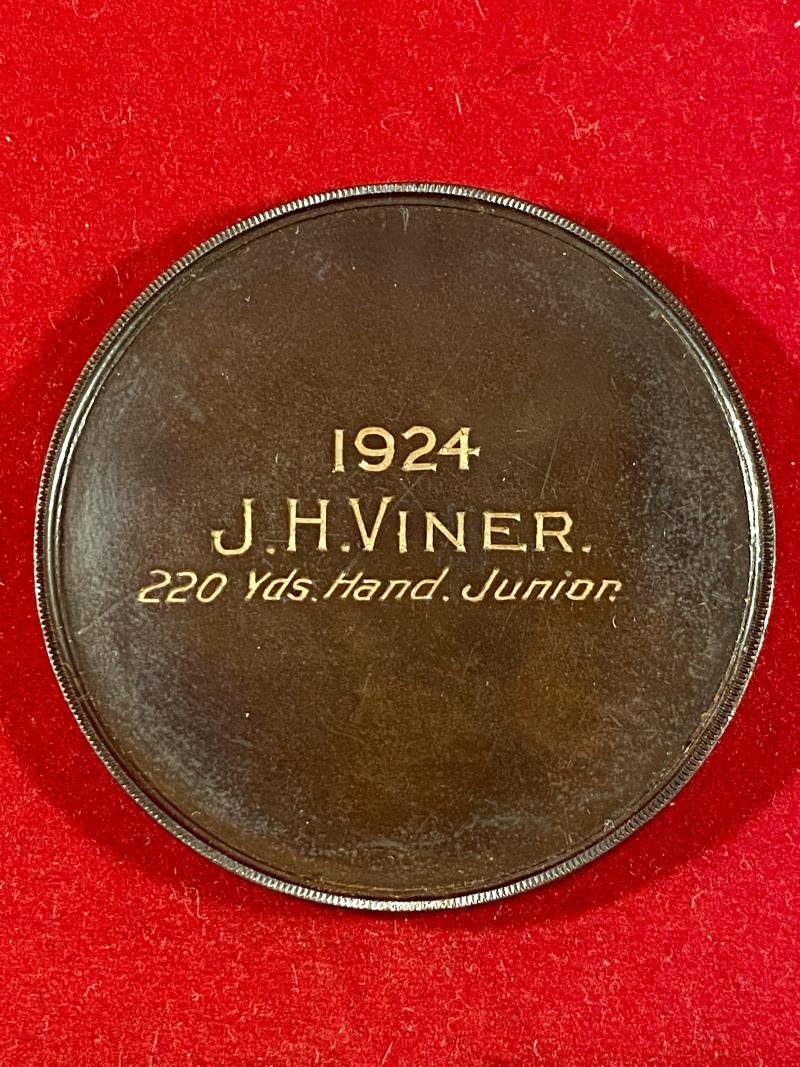 1924
J.H.VINER.
220 Yds. Hand. Junior.